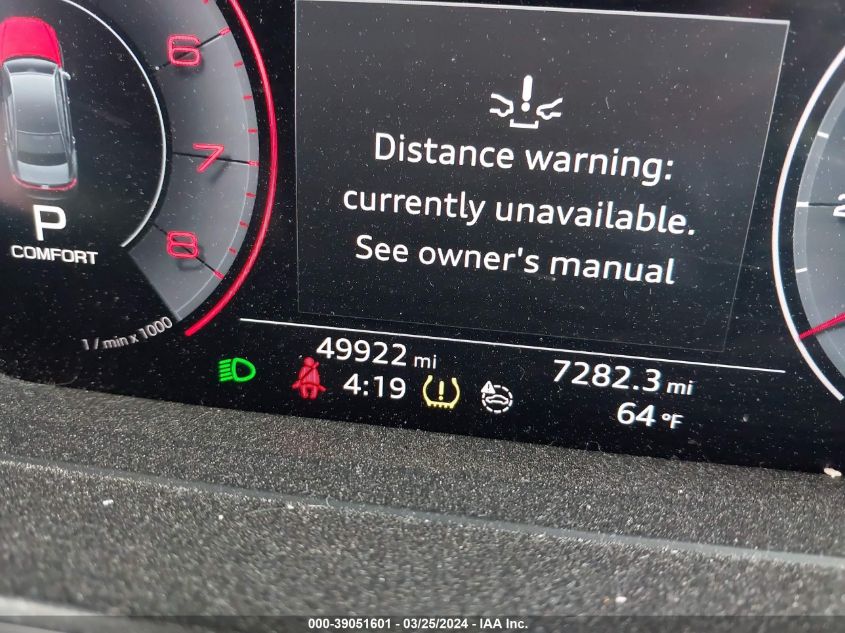 6
7
8
1 / min x 1000
P
COMFORT
Distance warning:
currently unavailable.
See owner's manual
49922 mi
7282.3 mi
4:19
64 °F
2
000-39051601 - 03/25/2024 - IAA Inc.